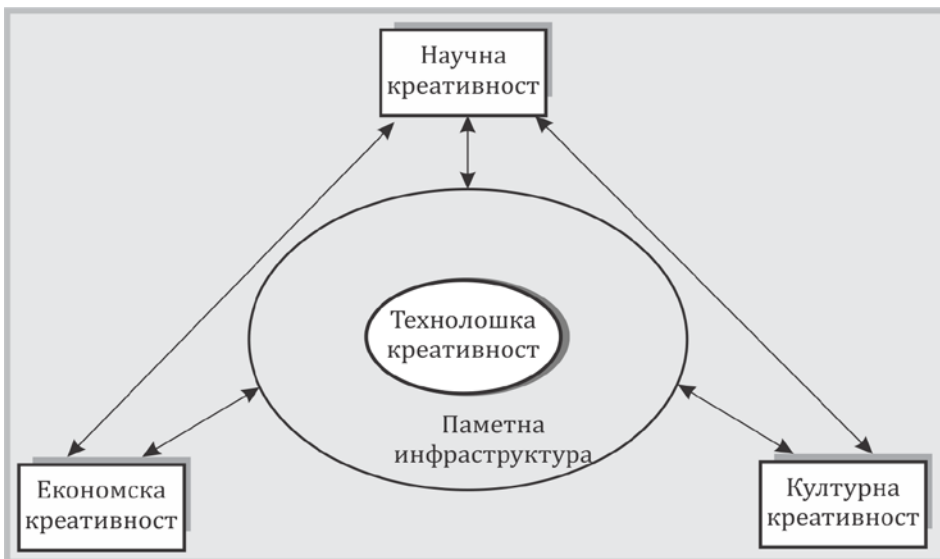 Научна
креативност
Технолошка
креативност
Паметна
инфраструктура
Економска
креативност
Културна
креативност